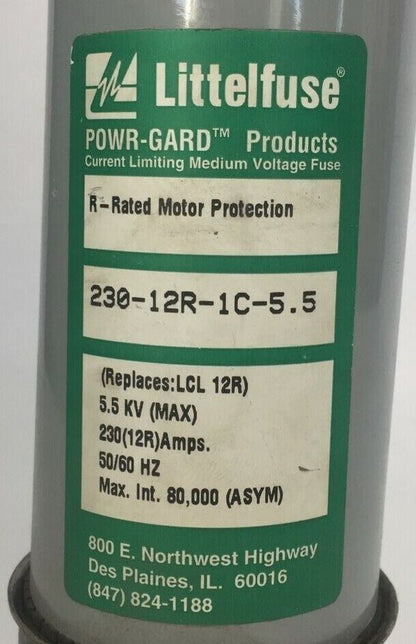 Littelfuse®
POWR-GARD™ Products
Current Limiting Medium Voltage Fuse
R-Rated Motor Protection
230-12R-1C-5.5
(Replaces:LCL 12R)
5.5 KV (MAX)
230(12R)Amps.
50/60 HZ
Max. Int. 80,000 (ASYM)
800 E. Northwest Highway
Des Plaines, IL. 60016
(847) 824-1188